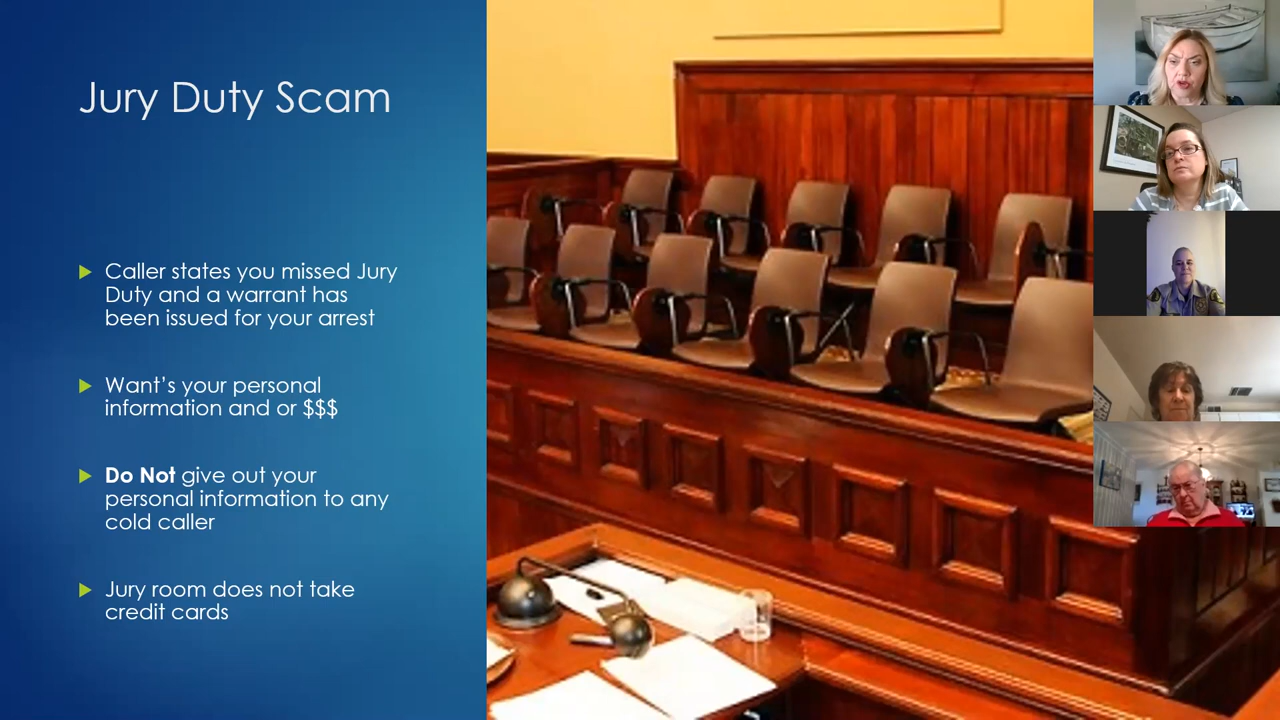 Jury Duty Scam
Caller states you missed Jury
Duty and a warrant has
been issued for your arrest
Want's your personal
information and or $$$
Do Not give out your
personal information to any
cold caller
Jury room does not take
credit cards